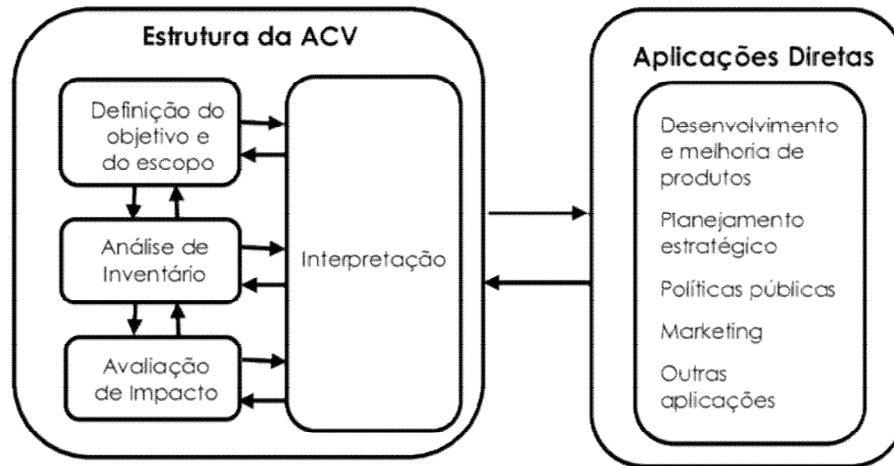 Estrutura da ACV
Definição do
objetivo e
do escopo
Análise de
Inventário
Avaliação
de Impacto
Interpretação
Aplicações Diretas
Desenvolvimento
e melhoria de
produtos
Planejamento
estratégico
Políticas públicas
Marketing
Outras
aplicações